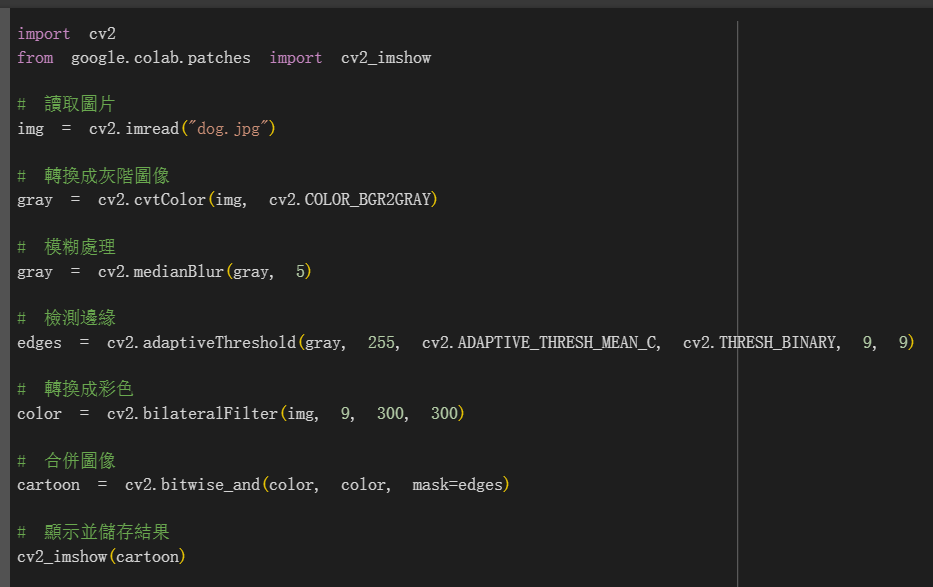 import cv2
from google.colab.patches import cv2_imshow
# 讀取圖片
img = cv2.imread("dog.jpg")
# 轉換成灰階圖像
gray = cv2.cvtColor(img, cv2.COLOR_BGR2GRAY)
# 模糊處理
gray = cv2.medianBlur(gray, 5)
# 檢測邊緣
edges = cv2.adaptiveThreshold(gray, 255, cv2.ADAPTIVE_THRESH_MEAN_C, cv2.THRESH_BINARY, 9, 9)
# 轉換成彩色
color = cv2.bilateralFilter(img, 9, 300, 300)
# 合併圖像
cartoon = cv2.bitwise_and(color, color, mask=edges)
# 顯示並儲存結果
cv2_imshow(cartoon)